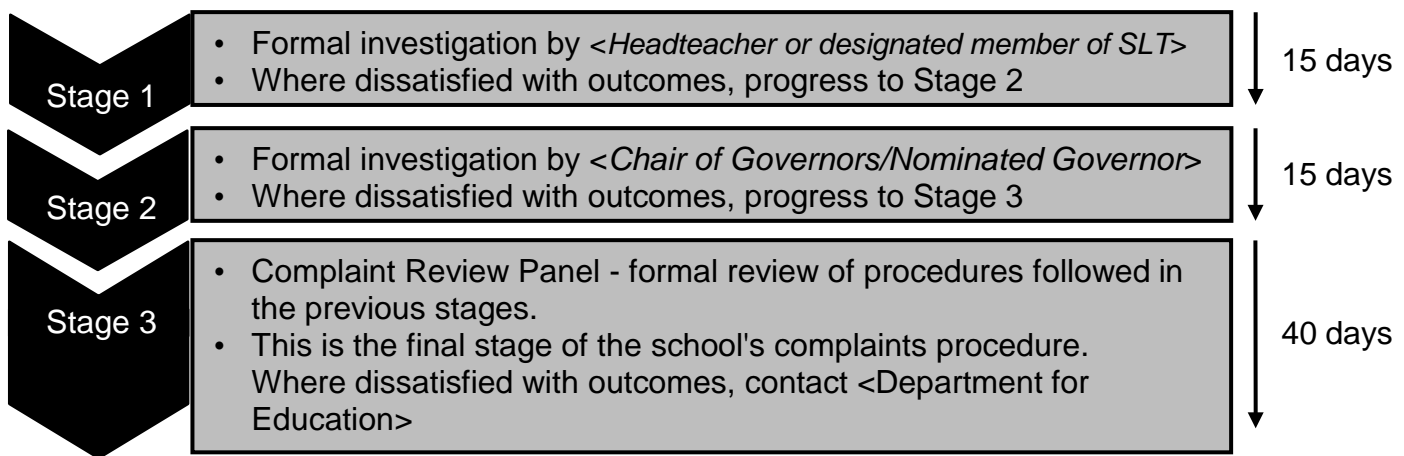 Stage 1
• Formal investigation by <Headteacher or designated member of SLT>
• Where dissatisfied with outcomes, progress to Stage 2
15 days
Stage 2
• Formal investigation by <Chair of Governors/Nominated Governor>
• Where dissatisfied with outcomes, progress to Stage 3
15 days
Stage 3
• Complaint Review Panel - formal review of procedures followed in
the previous stages.
• This is the final stage of the school's complaints procedure.
Where dissatisfied with outcomes, contact <Department for
Education>
40 days